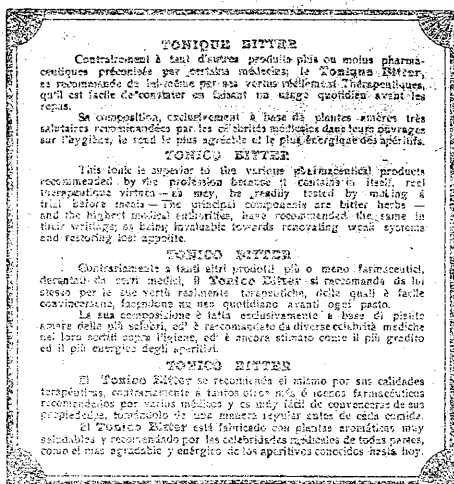 TONIQUE BITTER
Contrairement à tant d'autres produits plus ou moins pharma-
ceutiques préconisés par certains médecins; le Tonique Bitter,
se recommande de lui-même par ses vertus réellement Thérapeutiques,
qu'il est facile de constater en faisant un usage quotidien avant les
repas.
Sa composition, exclusivement à base de plantes amères très
salutaires recommandées par les célébrités médicales dans leurs ouvrages
sur l'hygiène, le rend le plus agréable et le plus énergique des apéritifs.
TONICO BITTER
This tonic is superior to the various pharmaceutical products
recommended by the profession because it contains in itself, real
therapeutique virtues — as may, be readily tested by making a
trial before meals — The principal components are bitter herbs —
and the highest medical authorities, have recommended the same in
their writings; as being invaluable towards renovating weak systems
and restoring lost appetite.
TONICO BITTER
Contrariamente a tanti altri prodotti più o meno farmaceutici,
decantati da certi medici, il Tonico Bitter si raccomanda da lui
stesso per le sue vertù realmente terapeutiche, delle quali è facile
convincersene, facendone un uso quotidiano avanti ogni pasto.
La sua composizione è fatta esclusivamente a base di piante
amare delle più salubri, ed' è raccomandato da diverse celebrità mediche
nei loro scritti sopra l'igiene, ed' è ancora stimato come il più gradito
ed il più energico degli aperitivi.
TONICO BITTER
El Tonico Bitter se recomienda el mismo por sus calidades
terapéuticas, contrariamente a tantos otros más ó menos farmacéuticos
recomendados por varios médicos y es muy fácil de convencerse de sus
propiedades, tomándolo de una manera regular antes de cada comida.
El Tonico Bitter está fabricado con plantas aromáticas muy
saludables y recomendado por las celebridades médicales de todas partes,
como el mas agradable y enérgico de los aperitivos conocidos hasta hoy.